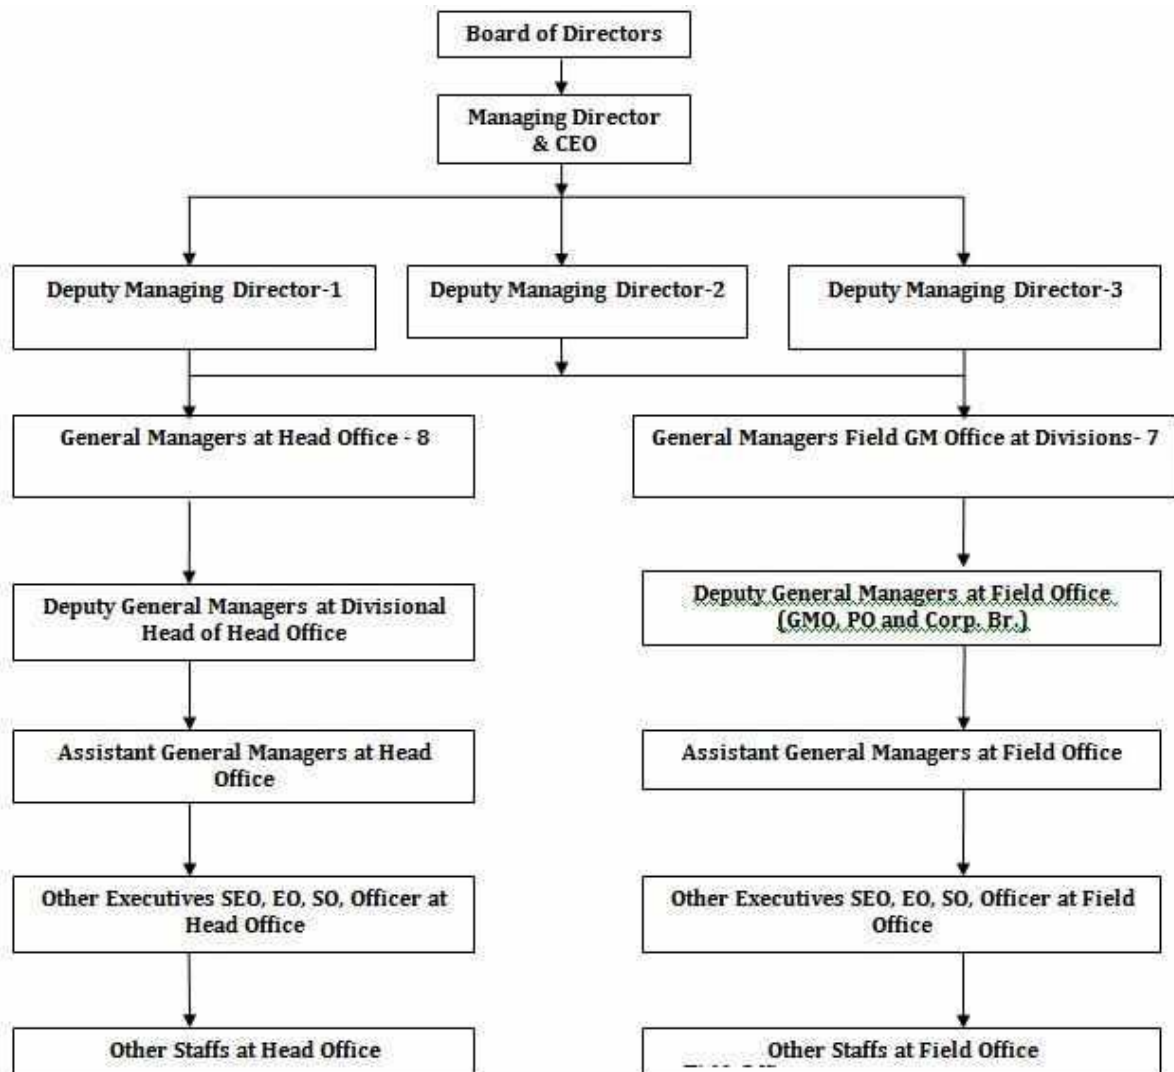 Board of Directors
Managing Director
& CEO
Deputy Managing Director-1
Deputy Managing Director-2
Deputy Managing Director-3
General Managers at Head Office - 8
General Managers Field GM Office at Divisions- 7
Deputy General Managers at Divisional
Head of Head Office
Deputy General Managers at Field Office
(GMO, PO and Corp. Br.)
Assistant General Managers at Head
Office
Assistant General Managers at Field Office
Other Executives SEO, EO, SO, Officer at
Head Office
Other Executives SEO, EO, SO, Officer at Field
Office
Other Staffs at Head Office
Other Staffs at Field Office